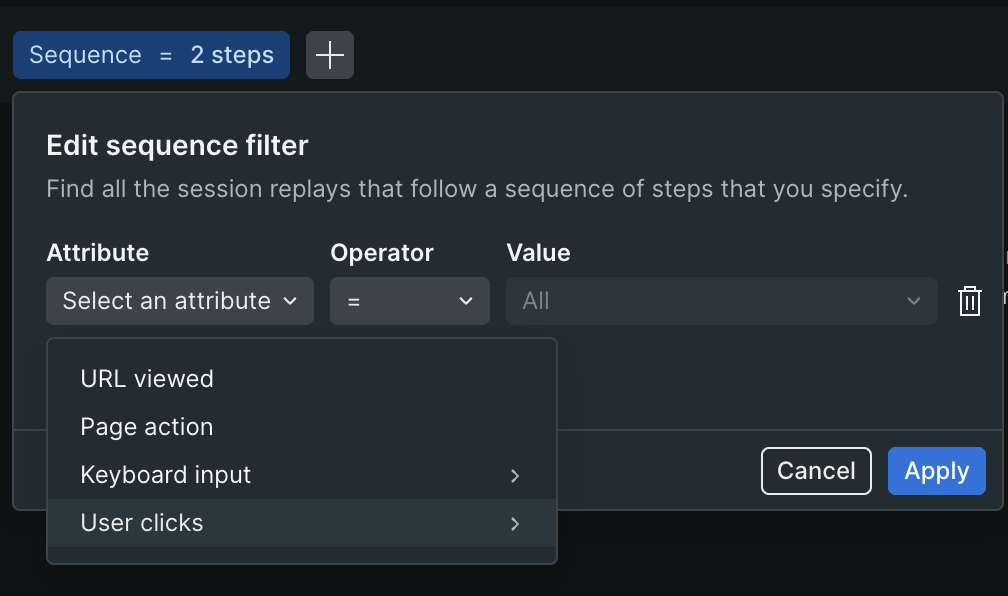 Sequence = 2 steps
Edit sequence filter
Find all the session replays that follow a sequence of steps that you specify.
Attribute Operator Value
Select an attribute = All
URL viewed
Page action
Keyboard input
User clicks
Cancel Apply